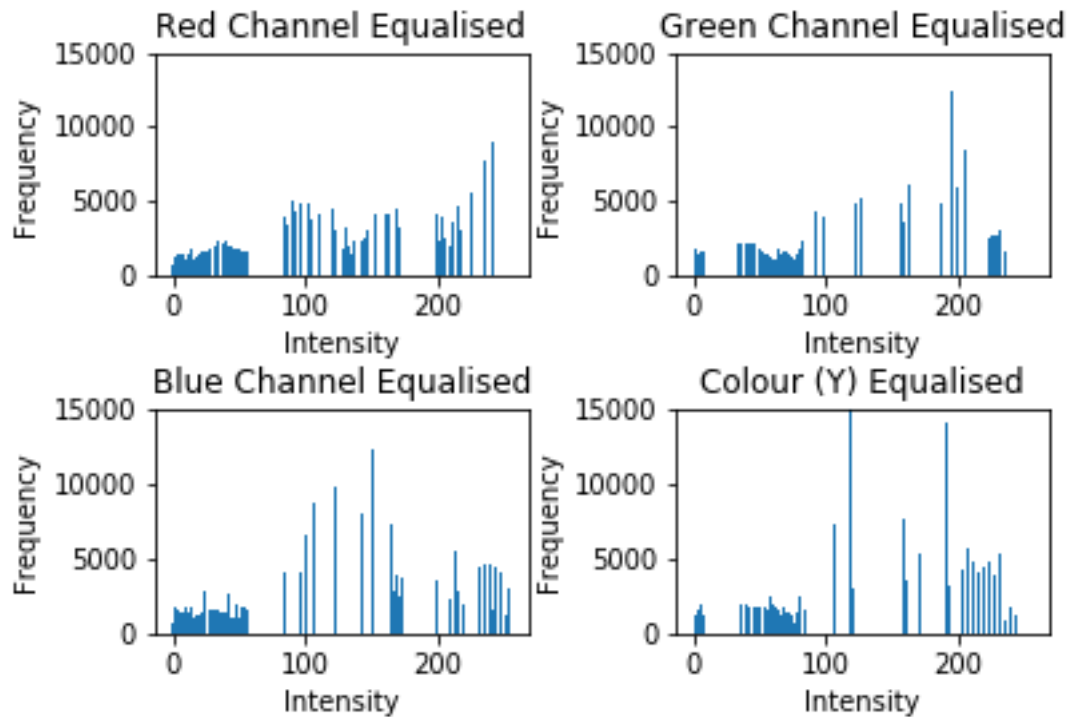 Red Channel Equalised
15000
10000
5000
0
Frequency
0 100 200
Intensity
Green Channel Equalised
15000
10000
5000
0
Frequency
0 100 200
Intensity
Blue Channel Equalised
15000
10000
5000
0
Frequency
0 100 200
Intensity
Colour (Y) Equalised
15000
10000
5000
0
Frequency
0 100 200
Intensity